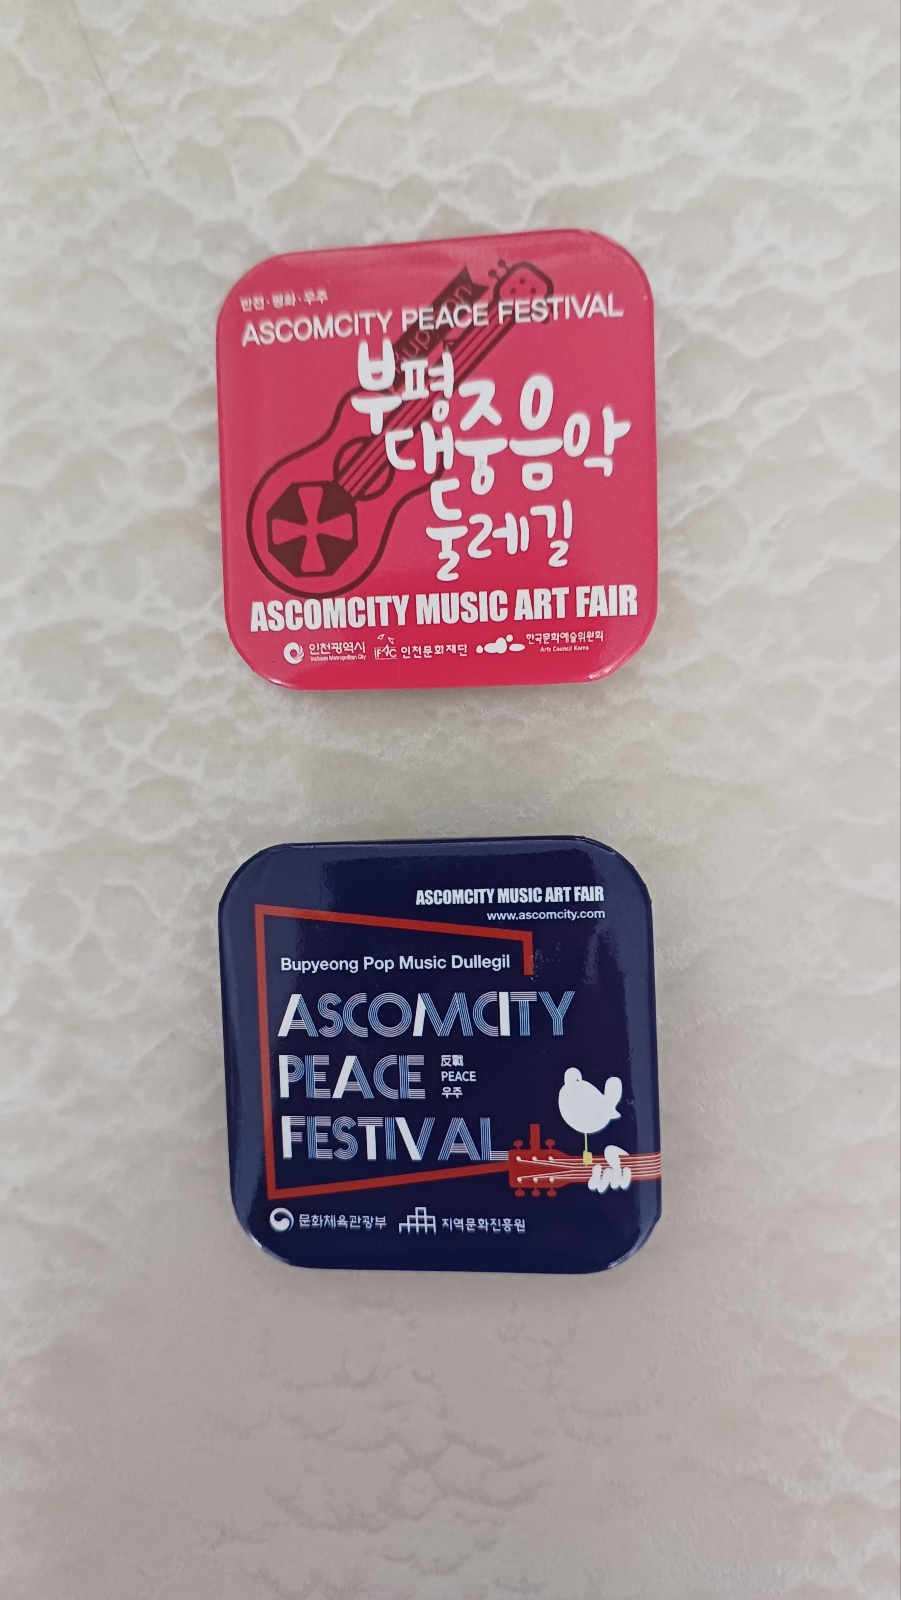 반전·평화·우주
ASCOMCITY PEACE FESTIVAL
부평
대중음악
둘레길
ASCOMCITY MUSIC ART FAIR
인천광역시 Incheon Metropolitan City IFAC 인천문화재단 한국문화예술위원회 Arts Council Korea
ASCOMCITY MUSIC ART FAIR
www.ascomcity.com
Bupyeong Pop Music Dullegil
ASCOMCITY
PEACE
反戰
PEACE
우주
FESTIVAL
문화체육관광부 지역문화진흥원